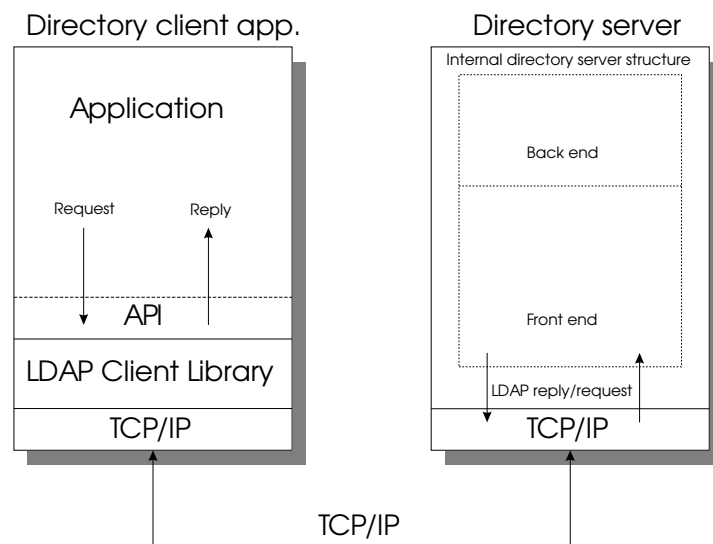 Directory client app.
Application
Request
Reply
API
LDAP Client Library
TCP/IP
Directory server
Internal directory server structure
Back end
Front end
LDAP reply/request
TCP/IP
TCP/IP